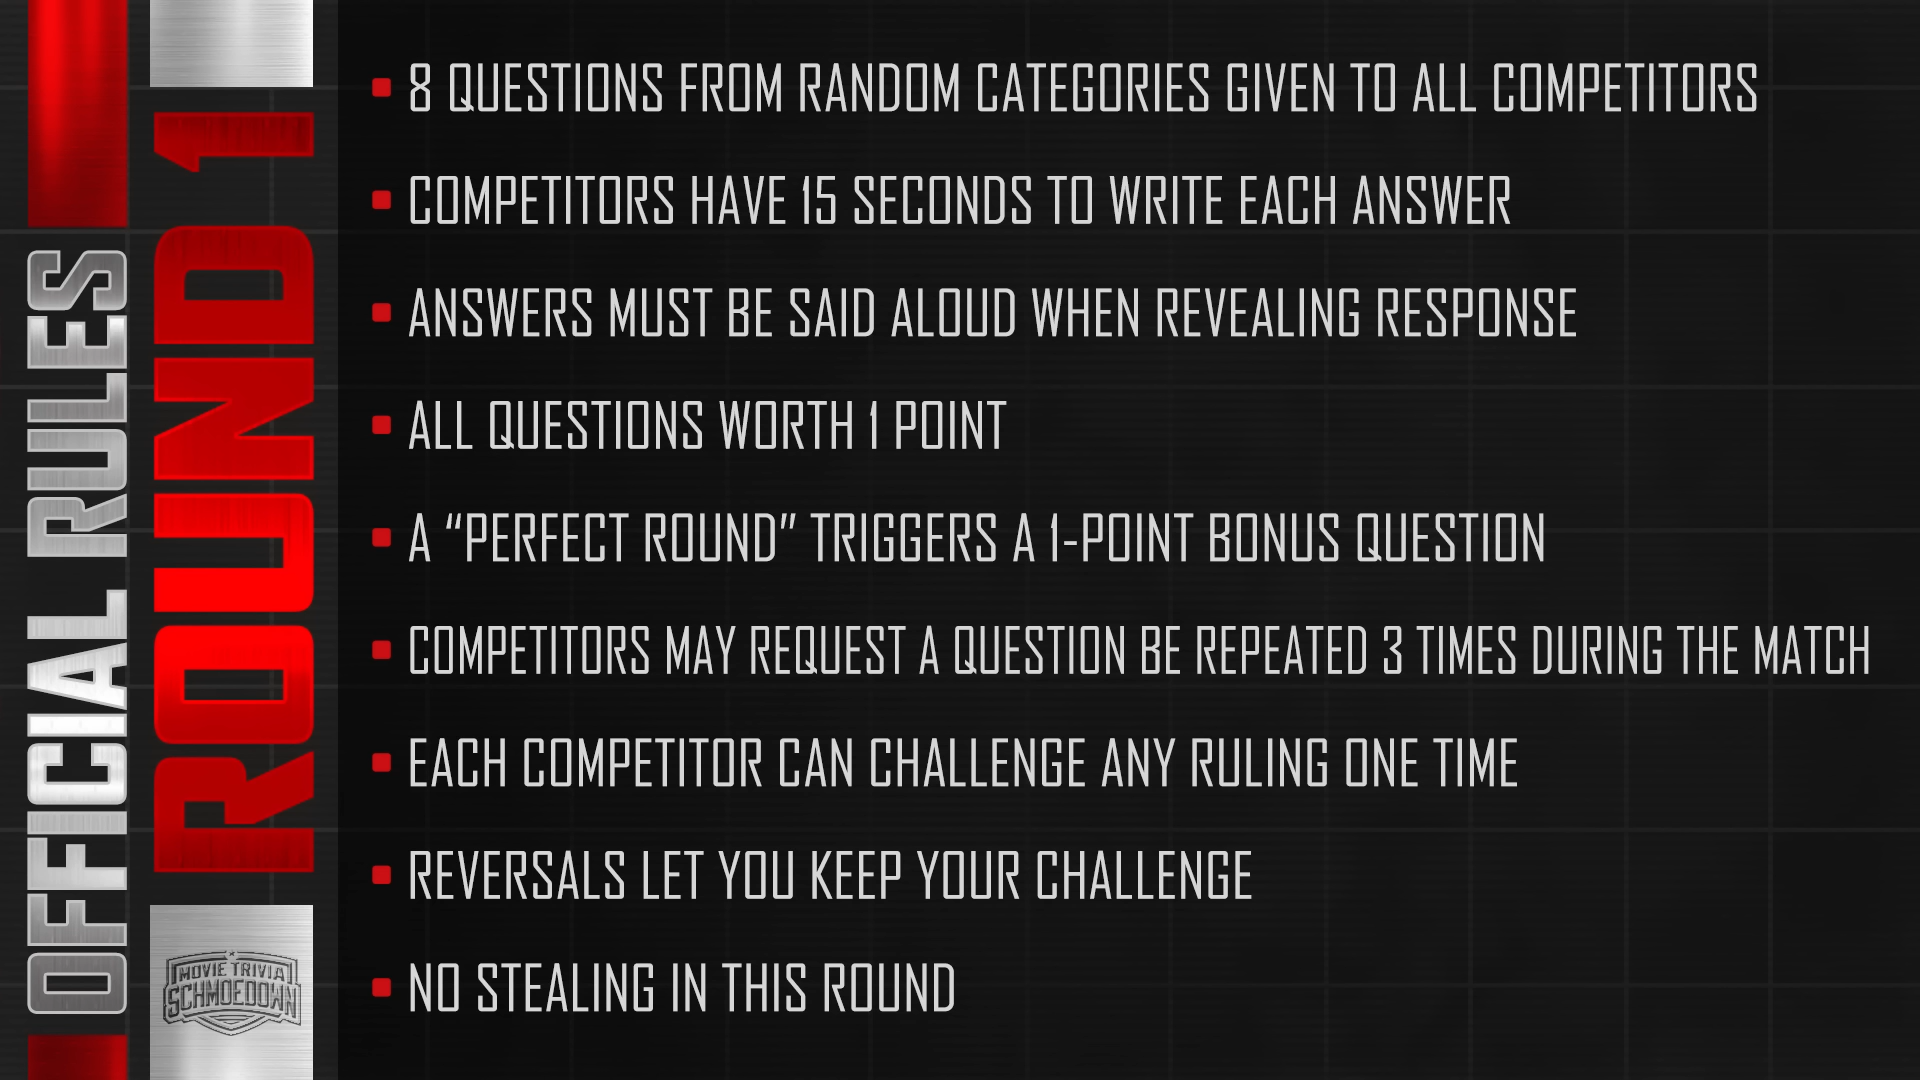 OFFICIAL RULES
ROUND 1
MOVIE TRIVIA
SCHMOEDOWN
8 QUESTIONS FROM RANDOM CATEGORIES GIVEN TO ALL COMPETITORS
COMPETITORS HAVE 15 SECONDS TO WRITE EACH ANSWER
ANSWERS MUST BE SAID ALOUD WHEN REVEALING RESPONSE
ALL QUESTIONS WORTH 1 POINT
A “PERFECT ROUND” TRIGGERS A 1-POINT BONUS QUESTION
COMPETITORS MAY REQUEST A QUESTION BE REPEATED 3 TIMES DURING THE MATCH
EACH COMPETITOR CAN CHALLENGE ANY RULING ONE TIME
REVERSALS LET YOU KEEP YOUR CHALLENGE
NO STEALING IN THIS ROUND